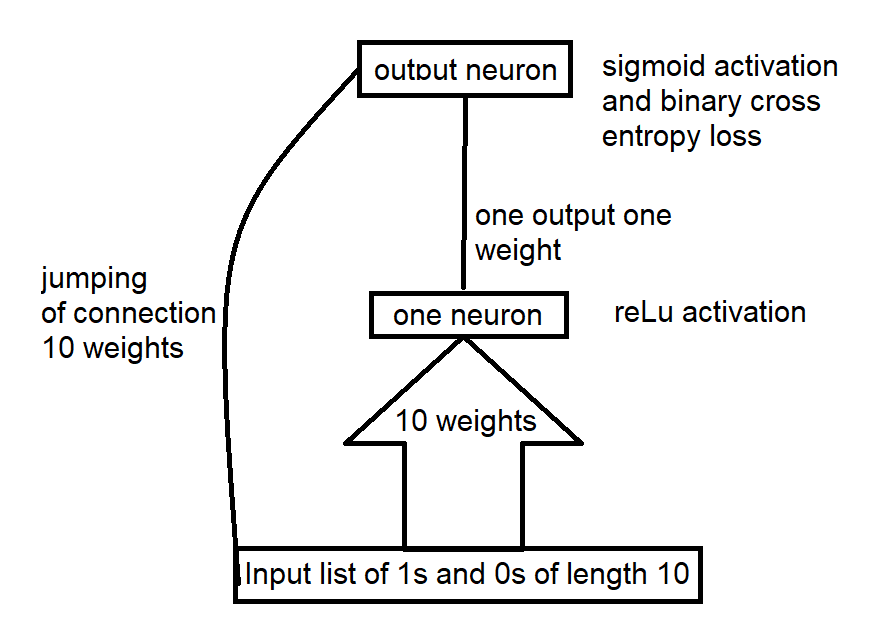 output neuron
sigmoid activation
and binary cross
entropy loss
one output one
weight
jumping
of connection
10 weights
one neuron
reLu activation
10 weights
Input list of 1s and 0s of length 10